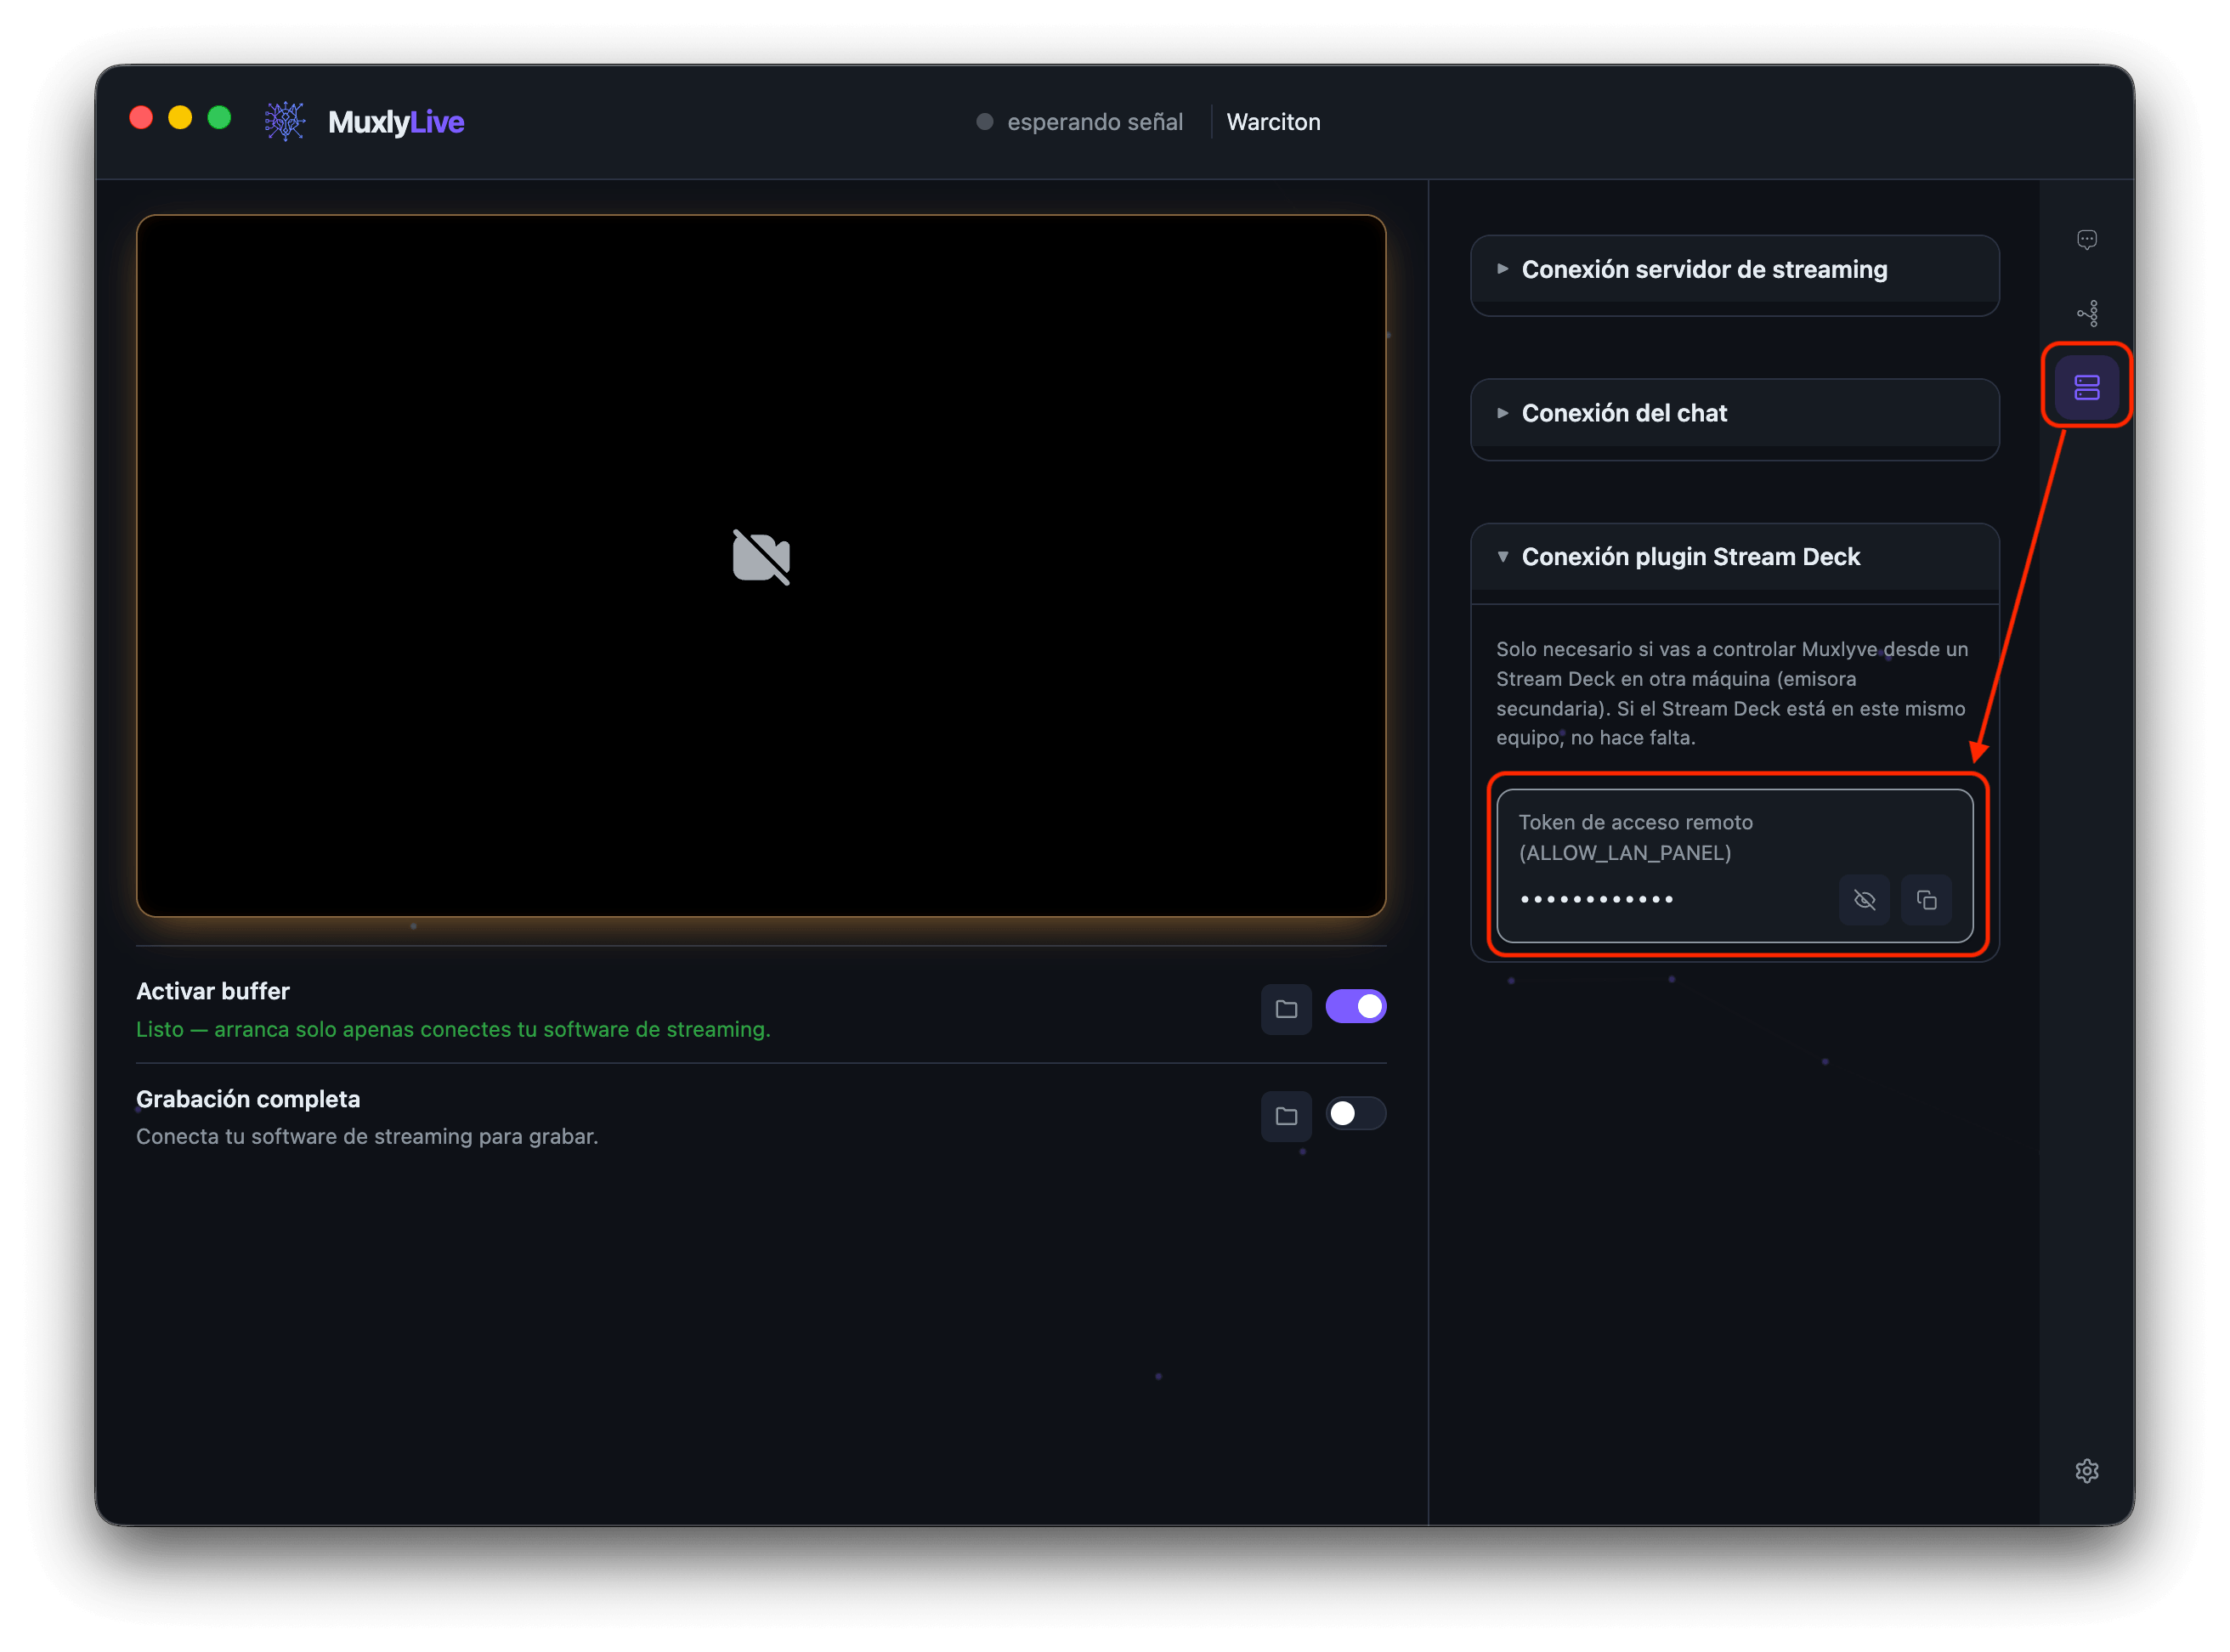 MuxlyLive
esperando señal
Warciton
Conexión servidor de streaming
Conexión del chat
Conexión plugin Stream Deck
Solo necesario si vas a controlar Muxlyve desde un
Stream Deck en otra máquina (emisora
secundaria). Si el Stream Deck está en este mismo
equipo, no hace falta.
Token de acceso remoto
(ALLOW_LAN_PANEL)
••••••••••••
Activar buffer
Listo — arranca solo apenas conectes tu software de streaming.
Grabación completa
Conecta tu software de streaming para grabar.